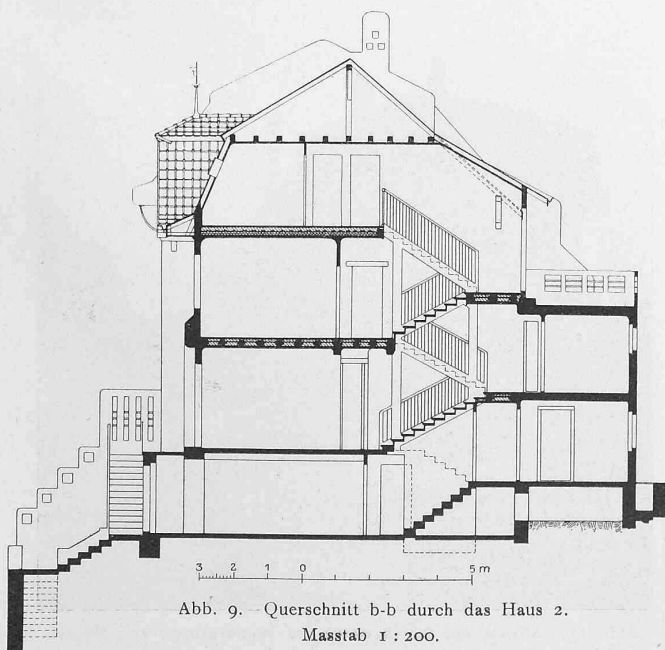 3 2 1 0 5 m
Abb. 9. Querschnitt b-b durch das Haus 2.
Masstab 1 : 200.